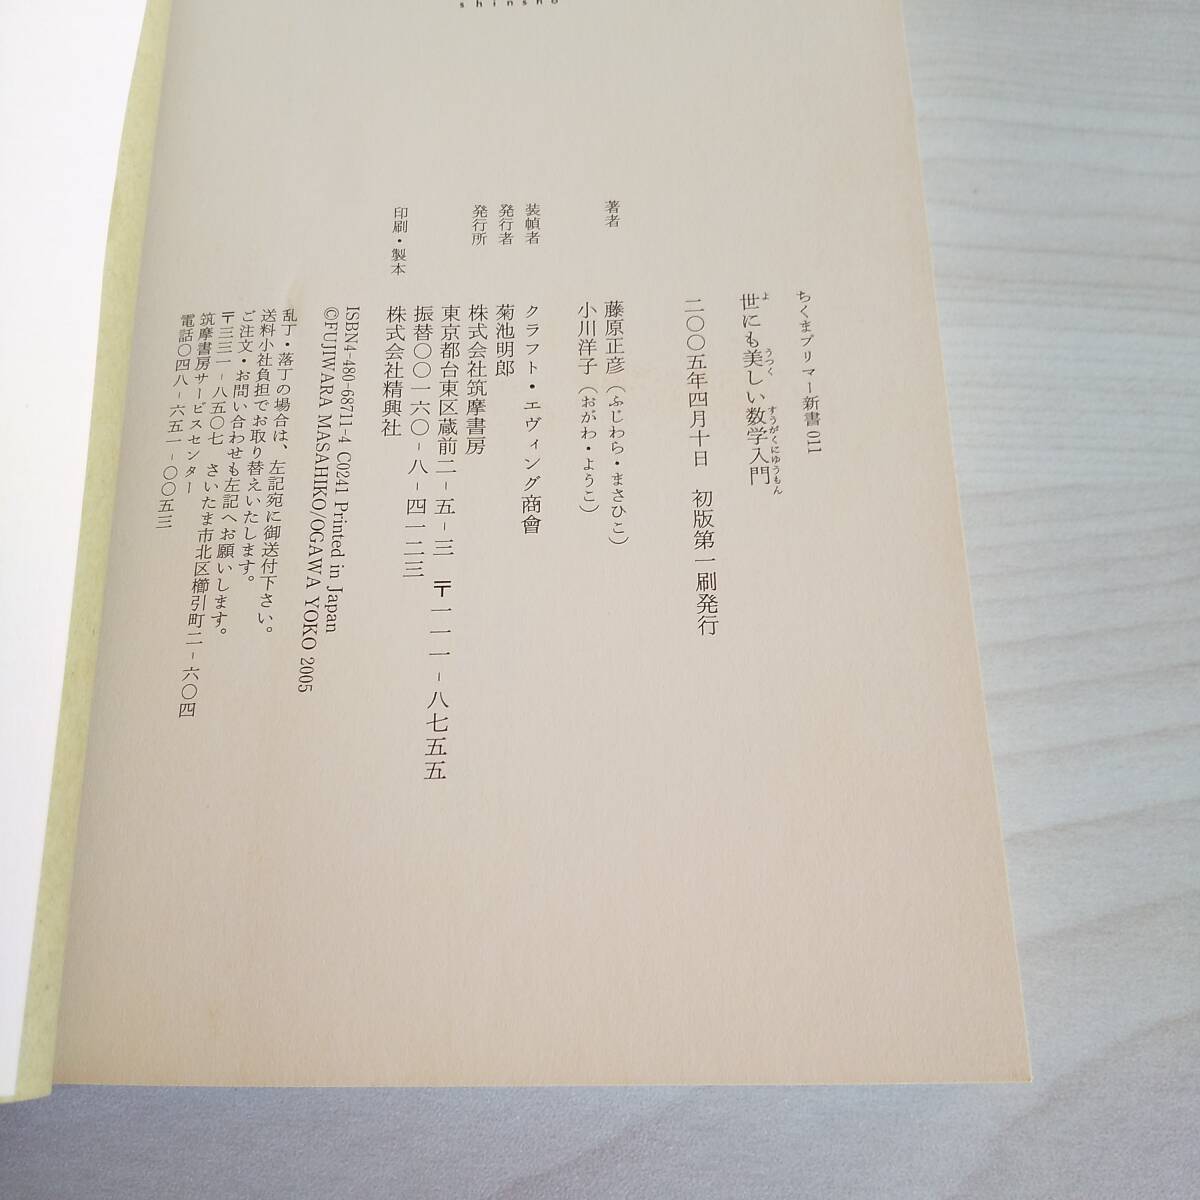 shinsho
ちくまプリマー新書011
世にも美しい数学入門
よ うつく すうがくにゆうもん
二〇〇五年四月十日 初版第一刷発行
著者 藤原正彦（ふじわら・まさひこ）
小川洋子（おがわ・ようこ）
装幀者 クラフト・エヴィング商會
発行者 菊池明郎
発行所 株式会社筑摩書房
東京都台東区蔵前二-五-三 〒一一一-八七五五
振替〇〇一六〇-八-四一二三
印刷・製本 株式会社精興社
ISBN4-480-68711-4 C0241 Printed in Japan
©FUJIWARA MASAHIKO/OGAWA YOKO 2005
乱丁・落丁の場合は、左記宛に御送付下さい。
送料小社負担でお取り替えいたします。
ご注文・お問い合わせも左記へお願いします。
〒三三一-八五〇七 さいたま市北区櫛引町二-六〇四
筑摩書房サービスセンター
電話〇四八-六五一-〇〇五三